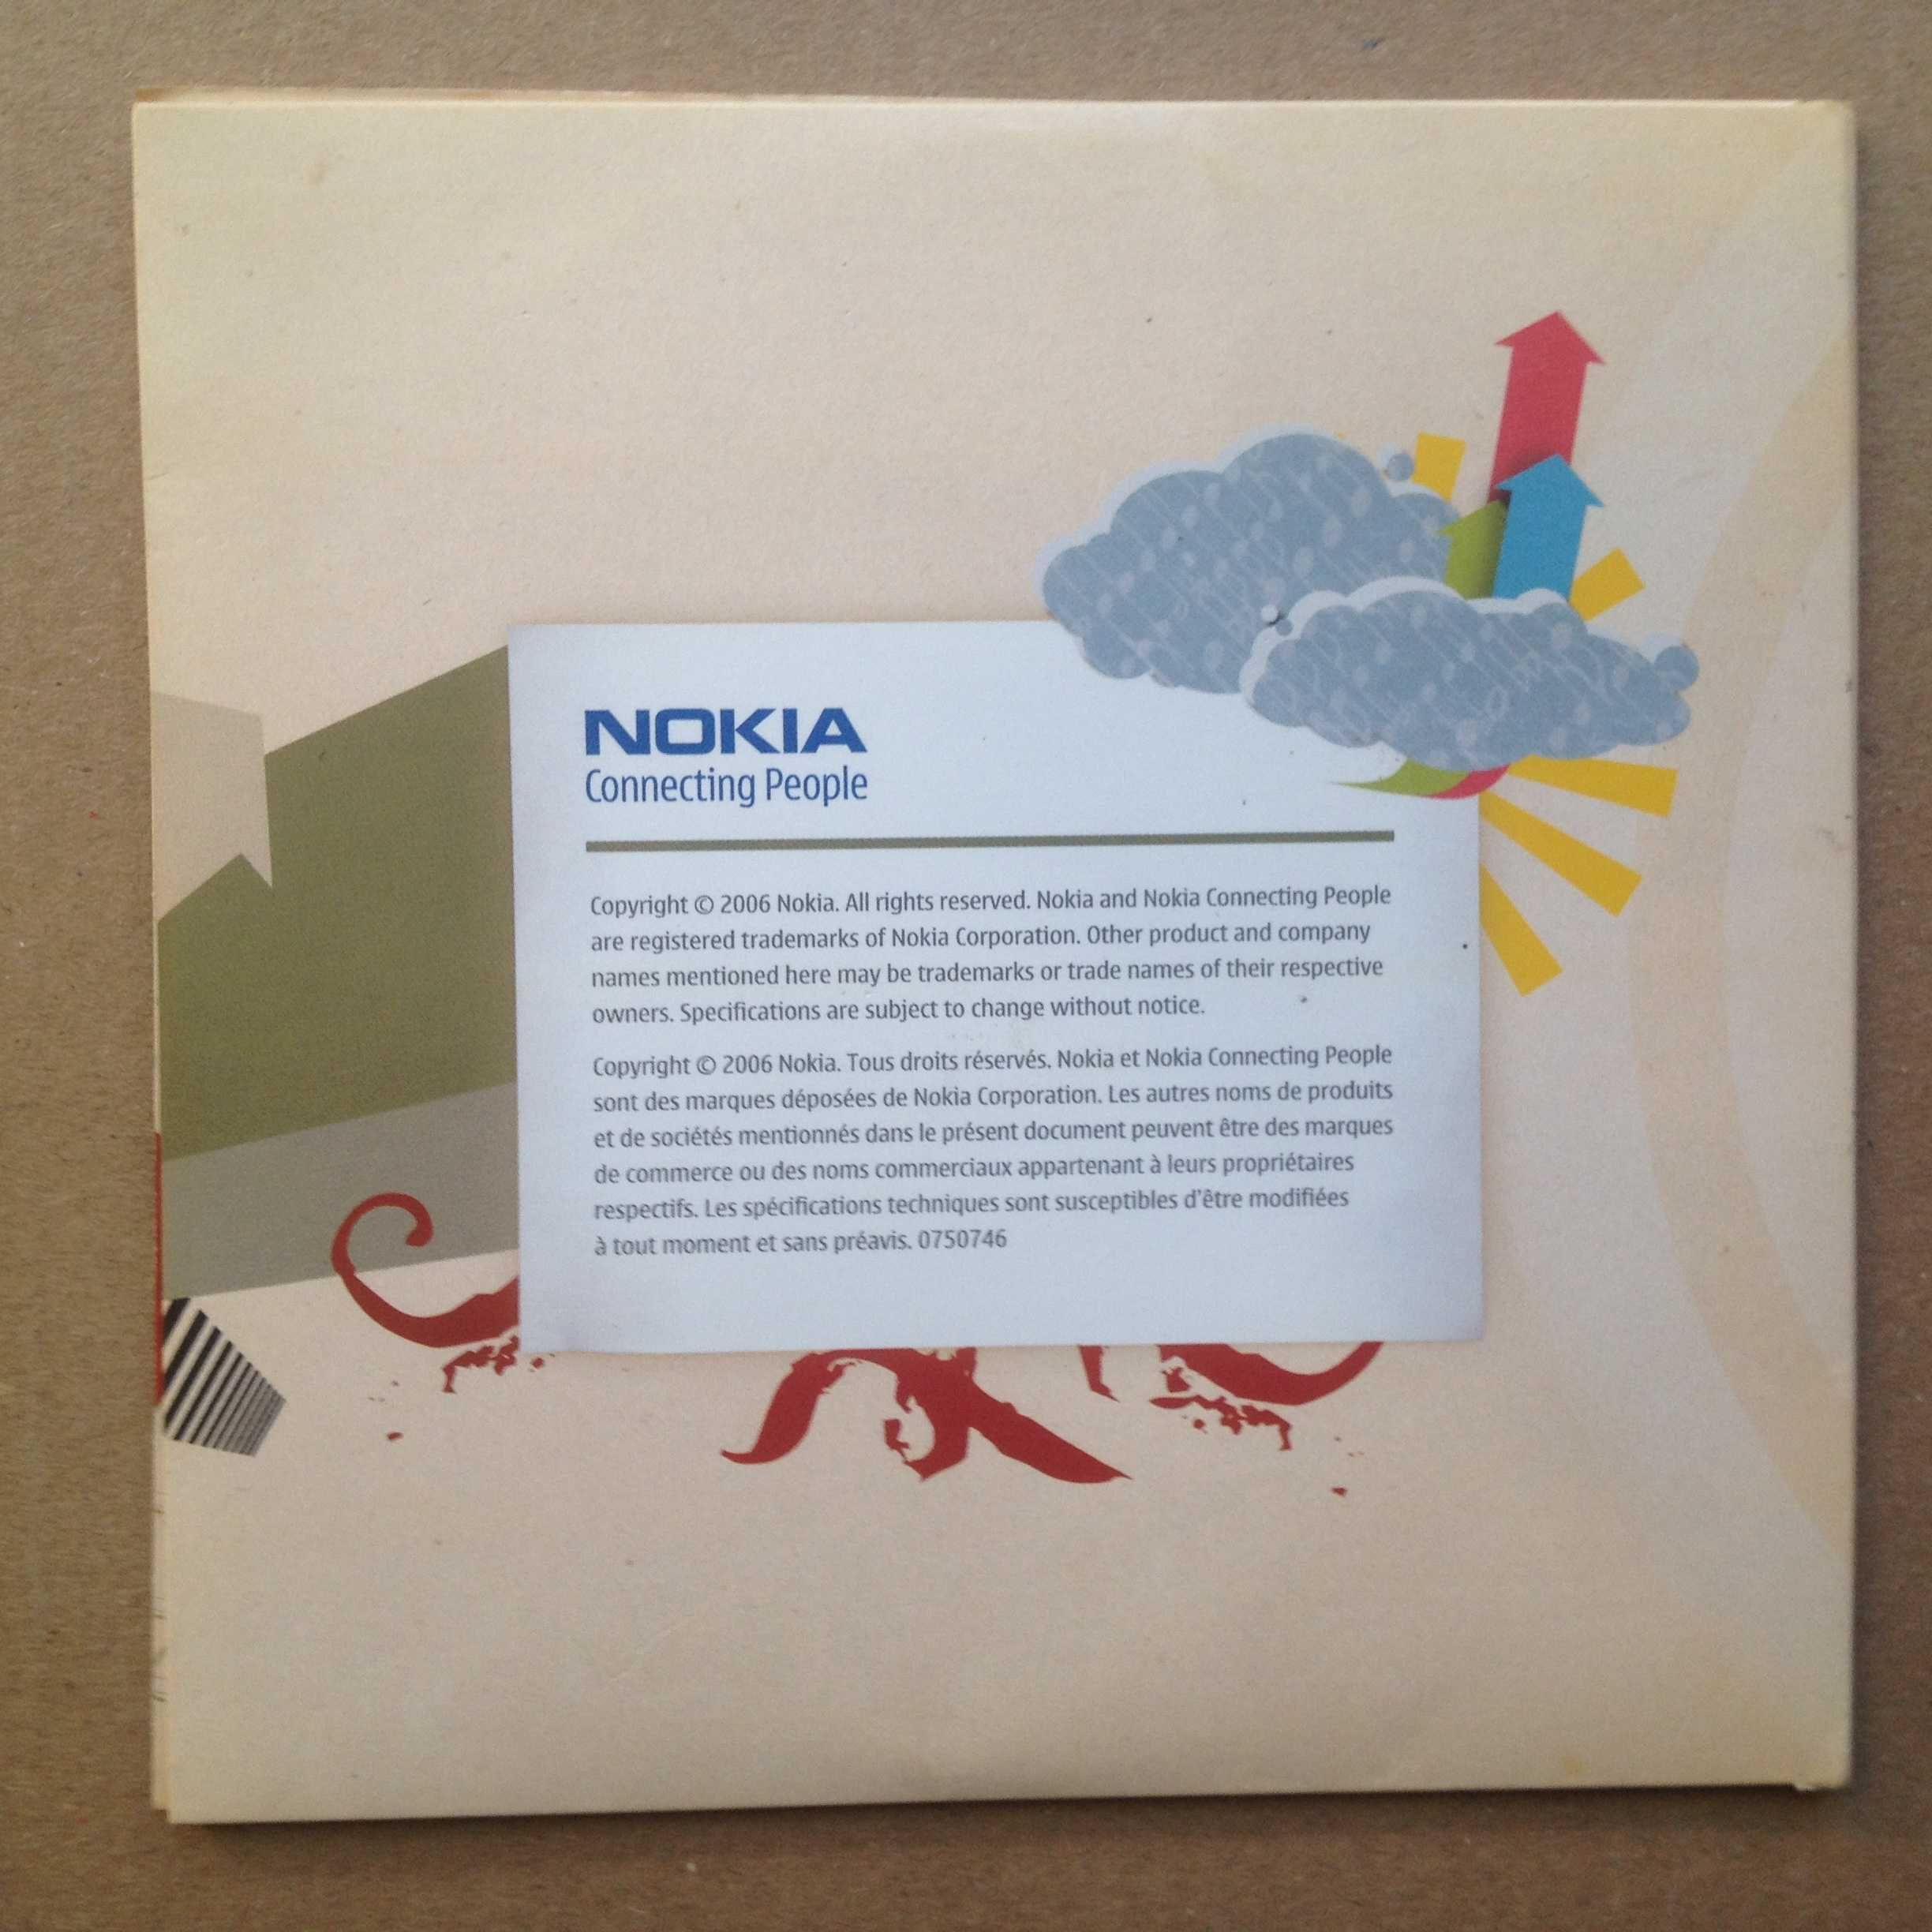 NOKIA
Connecting People
Copyright © 2006 Nokia. All rights reserved. Nokia and Nokia Connecting People
are registered trademarks of Nokia Corporation. Other product and company
names mentioned here may be trademarks or trade names of their respective
owners. Specifications are subject to change without notice.
Copyright © 2006 Nokia. Tous droits réservés. Nokia et Nokia Connecting People
sont des marques déposées de Nokia Corporation. Les autres noms de produits
et de sociétés mentionnés dans le présent document peuvent être des marques
de commerce ou des noms commerciaux appartenant à leurs propriétaires
respectifs. Les spécifications techniques sont susceptibles d'être modifiées
à tout moment et sans préavis. 0750746